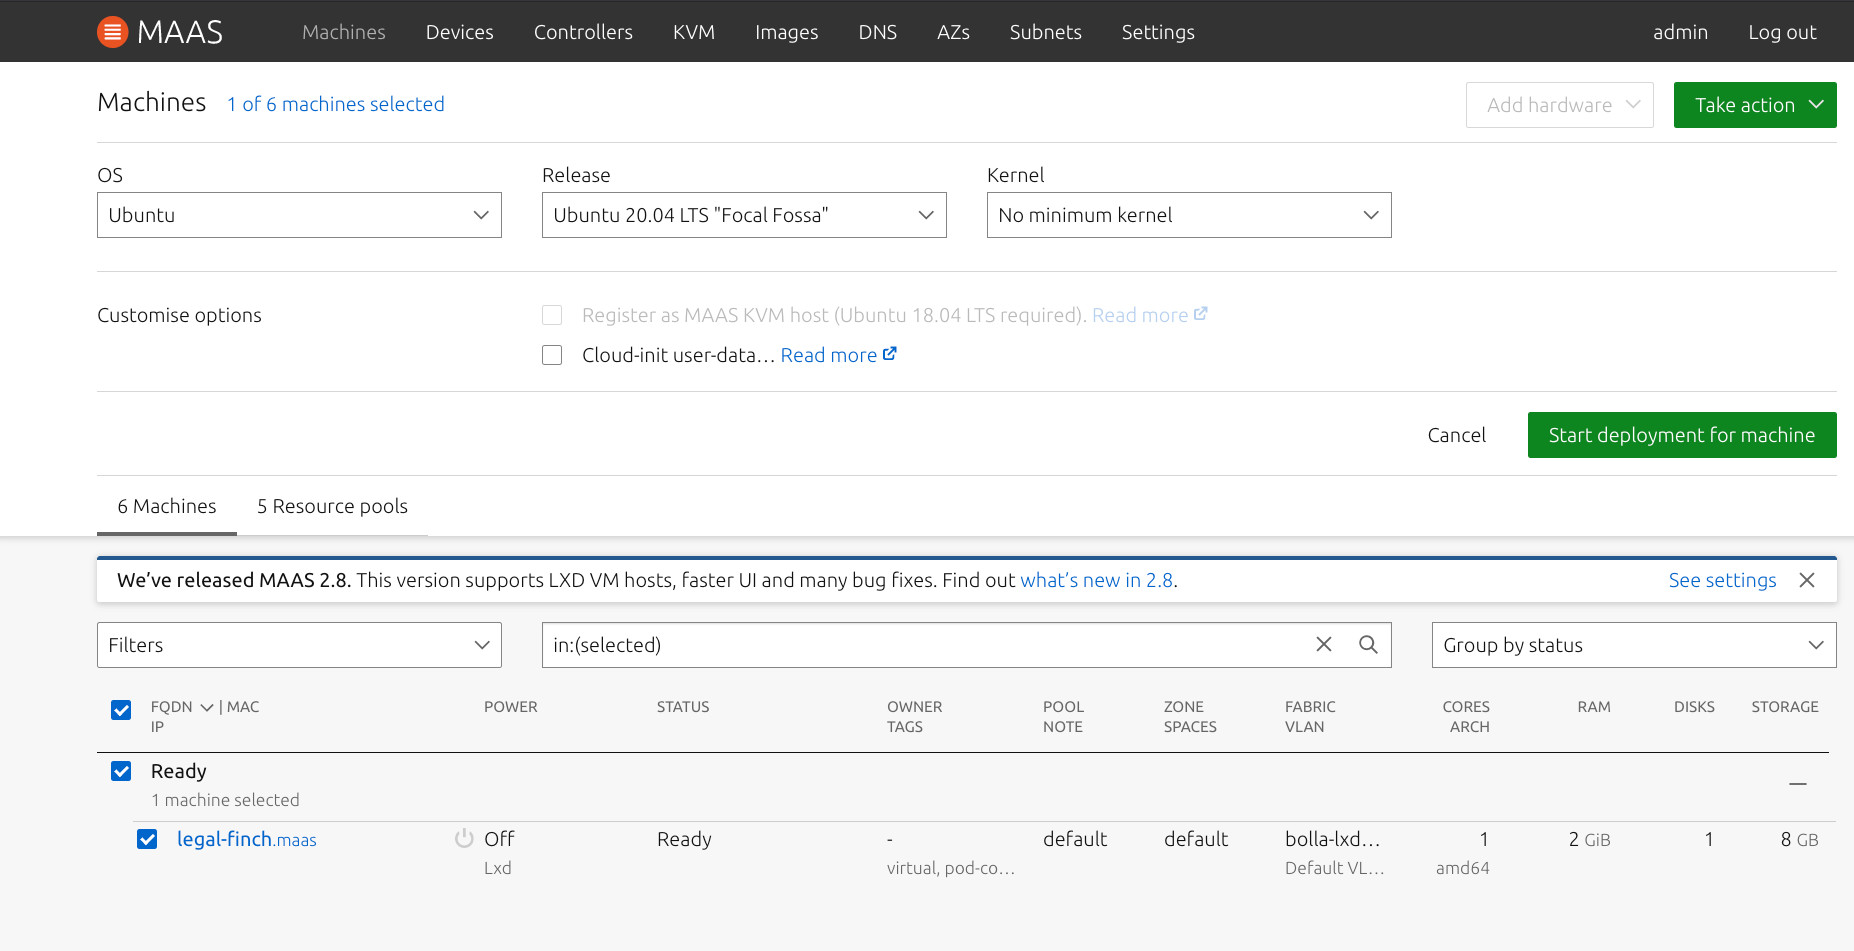 MAAS Machines Devices Controllers KVM Images DNS AZs Subnets Settings admin Log out
Machines 1 of 6 machines selected Add hardware Take action
OS Release Kernel
Ubuntu Ubuntu 20.04 LTS "Focal Fossa" No minimum kernel
Customise options Register as MAAS KVM host (Ubuntu 18.04 LTS required). Read more
Cloud-init user-data… Read more
Cancel Start deployment for machine
6 Machines 5 Resource pools
We’ve released MAAS 2.8. This version supports LXD VM hosts, faster UI and many bug fixes. Find out what’s new in 2.8. See settings
Filters in:(selected) Group by status
FQDN | MAC POWER STATUS OWNER POOL ZONE FABRIC CORES RAM DISKS STORAGE
IP TAGS NOTE SPACES VLAN ARCH
Ready
1 machine selected —
legal-finch.maas Off Ready - default default bolla-lxd… 1 2 GiB 1 8 GB
Lxd virtual, pod-co… Default VL… amd64